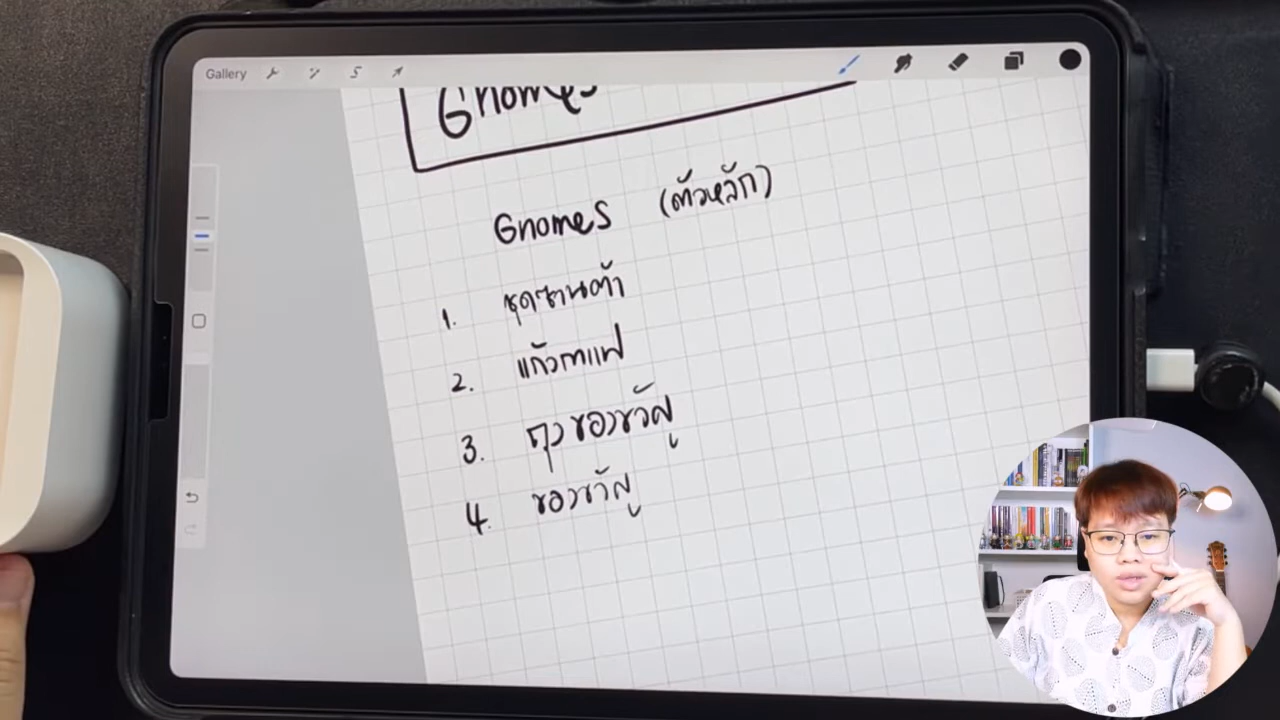 Gallery
Gnomes
Gnomes (ตัวหลัก)
1. ชุดซานต้า
2. แก้วกาแฟ
3. ถุงของขวัญ
4. ของขวัญ